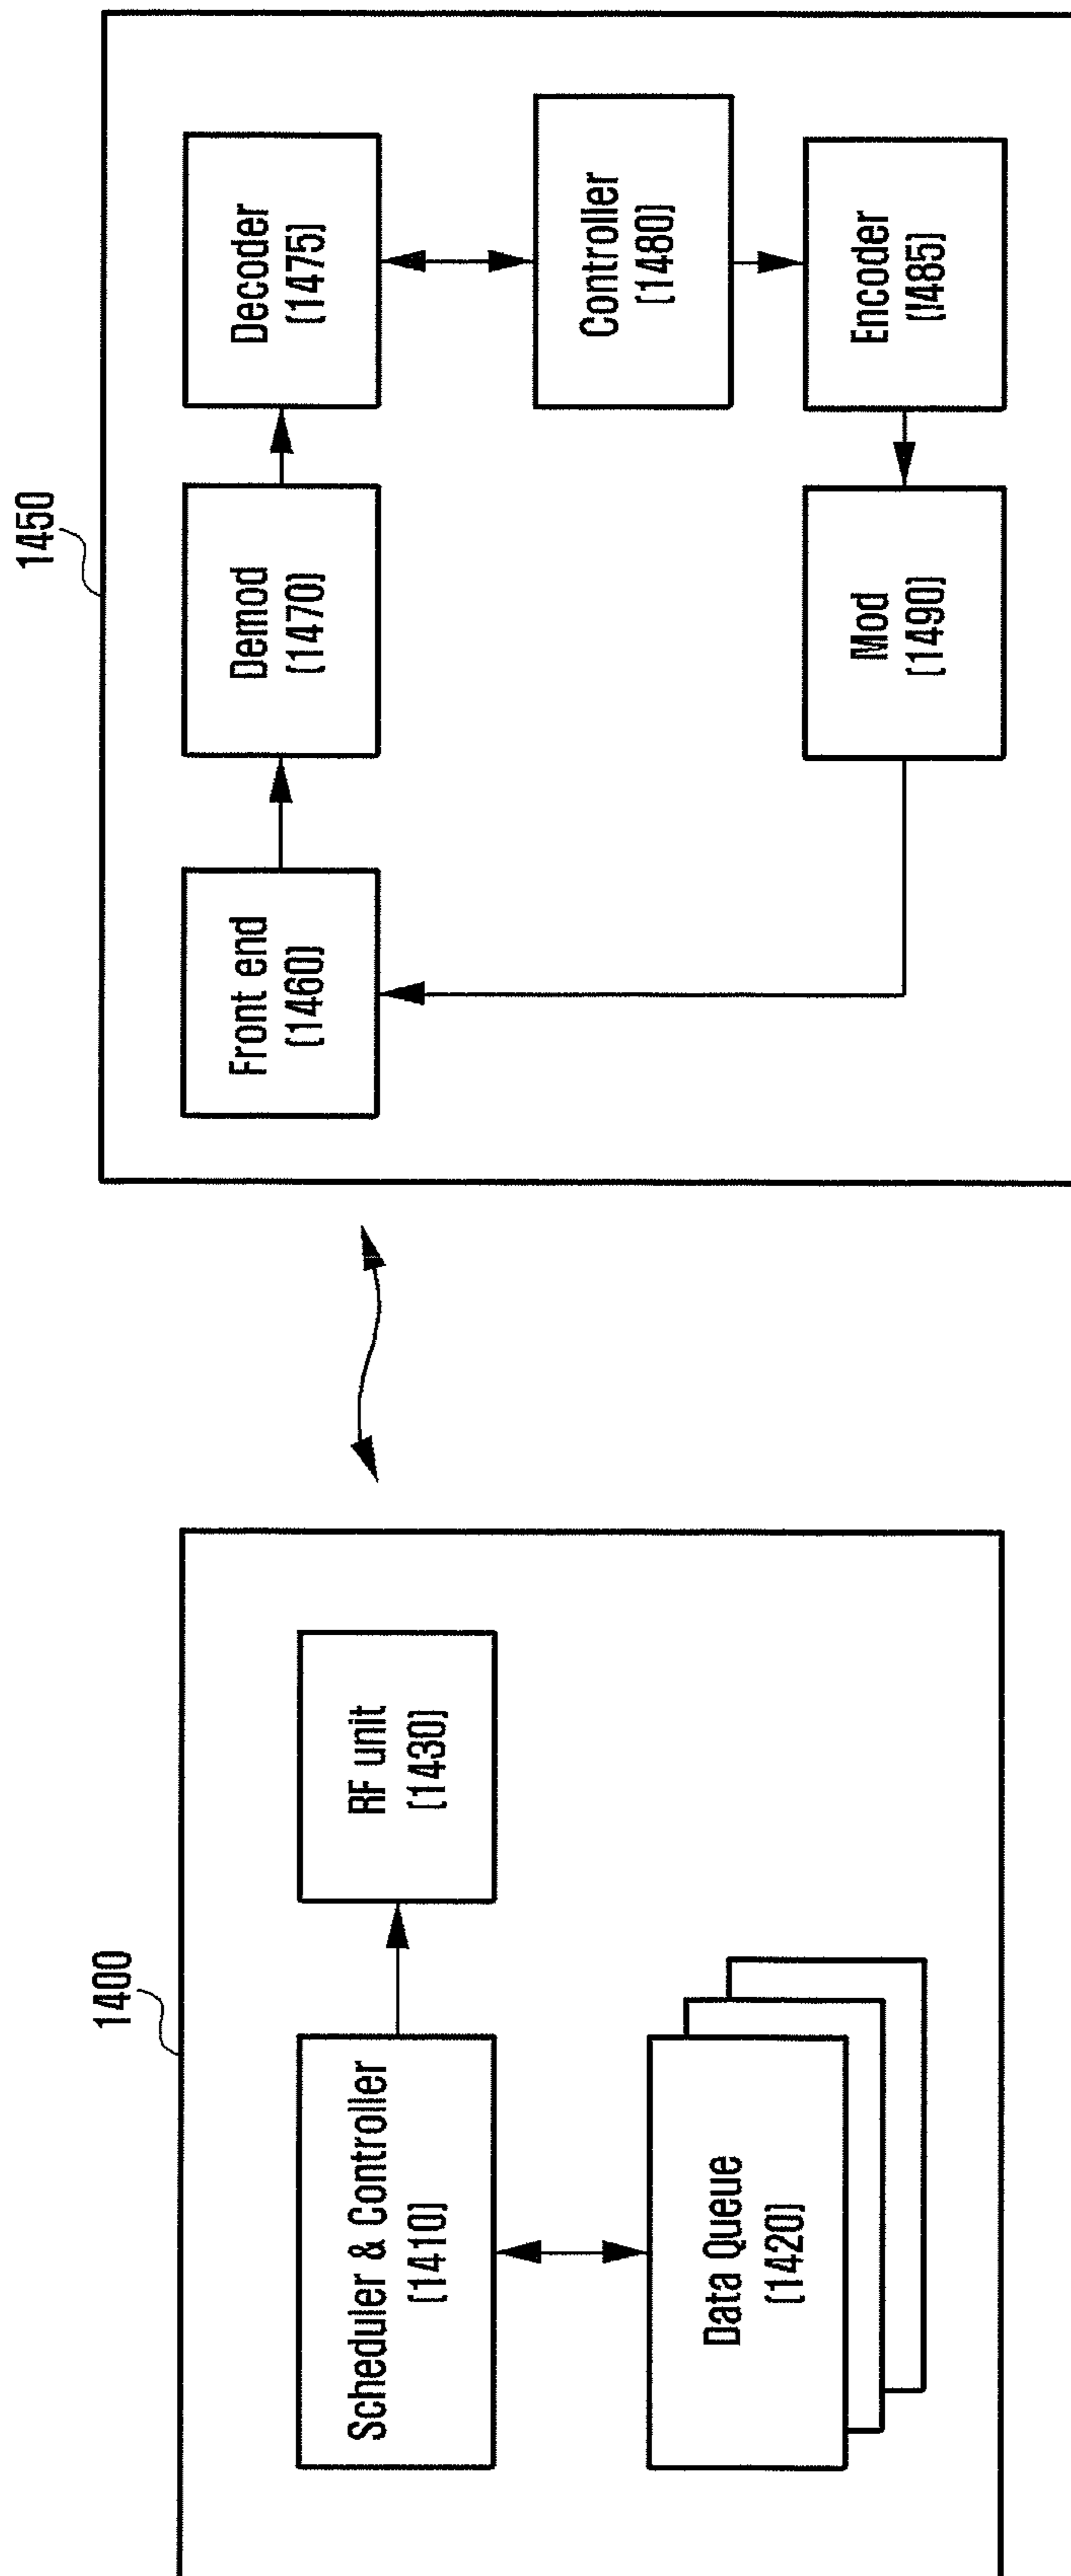 1400
Scheduler & Controller
(1410)
RF unit
(1430)
Data Queue
(1420)
1450
Front end
(1460)
Demod
(1470)
Decoder
(1475)
Controller
(1480)
Mod
(1490)
Encoder
(1485)